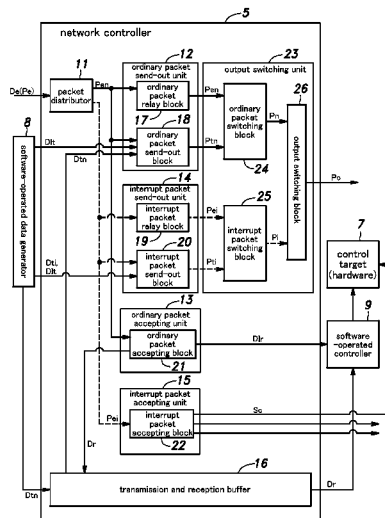 5
network controller
11
12
23
De(Pe)
packet distributor
Pen
ordinary packet send-out unit
ordinary packet relay block
17
18
ordinary packet send-out block
output switching unit
26
Pen
ordinary packet switching block
Pn
Ptn
24
output switching block
Po
8
software-operated data generator
Dlt
Dtn
14
interrupt packet send-out unit
interrupt packet relay block
19
20
interrupt packet send-out block
25
Pei
interrupt packet switching block
Pi
Pti
Dti,
Dlt
7
control target (hardware)
13
ordinary packet accepting unit
ordinary packet accepting block
21
Dlr
9
software -operated controller
15
interrupt packet accepting unit
Pei
interrupt packet accepting block
22
Sc
Dr
16
transmission and reception buffer
Dtn
Dr